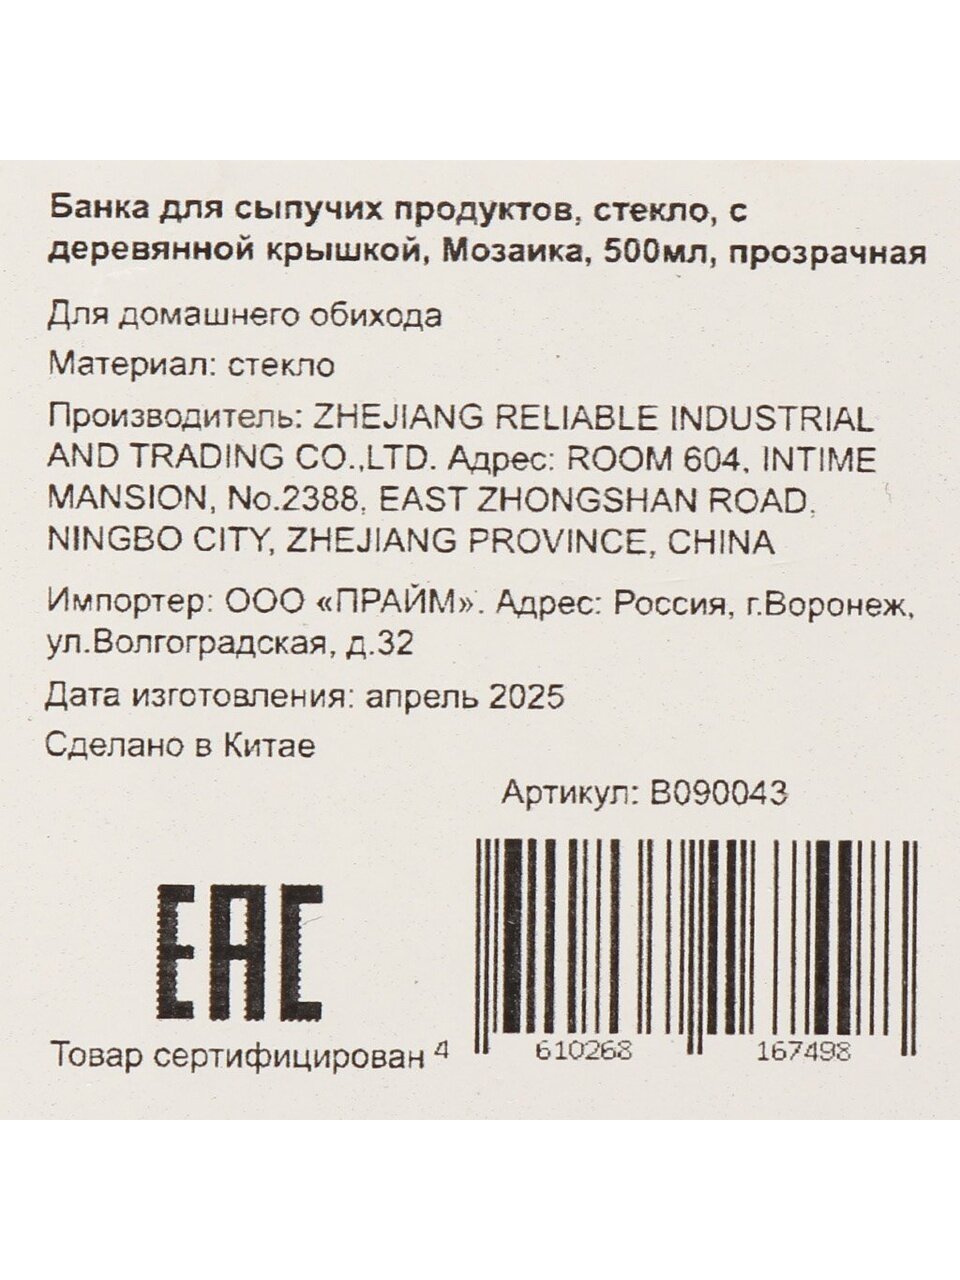 Банка для сыпучих продуктов, стекло, с
деревянной крышкой, Мозаика, 500мл, прозрачная
Для домашнего обихода
Материал: стекло
Производитель: ZHEJIANG RELIABLE INDUSTRIAL
AND TRADING CO.,LTD. Адрес: ROOM 604, INTIME
MANSION, No.2388, EAST ZHONGSHAN ROAD,
NINGBO CITY, ZHEJIANG PROVINCE, CHINA
Импортер: ООО «ПРАЙМ». Адрес: Россия, г.Воронеж,
ул.Волгоградская, д.32
Дата изготовления: апрель 2025
Сделано в Китае
Артикул: B090043
EAC
Товар сертифицирован
4 610268 167498